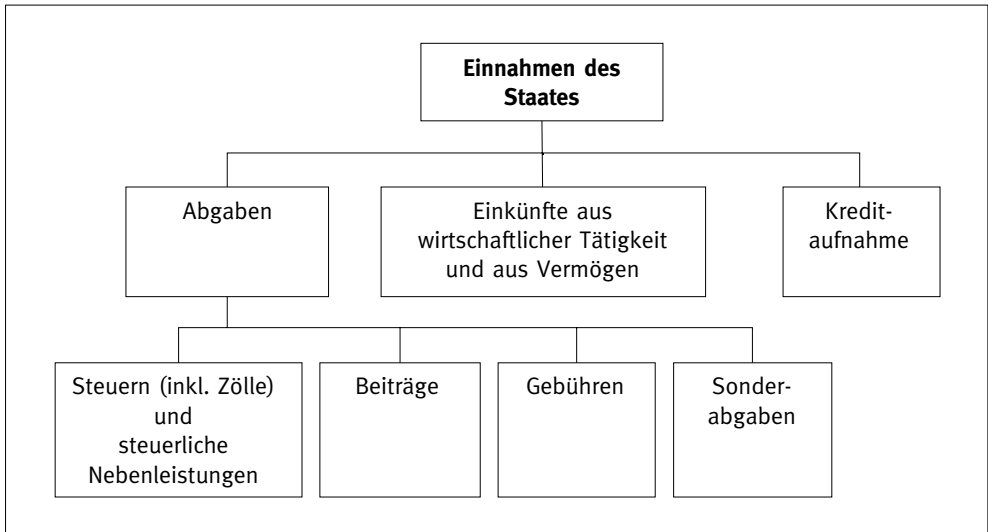 Einnahmen des
Staates
Abgaben
Einkünfte aus
wirtschaftlicher Tätigkeit
und aus Vermögen
Kredit-
aufnahme
Steuern (inkl. Zölle)
und
steuerliche
Nebenleistungen
Beiträge
Gebühren
Sonder-
abgaben